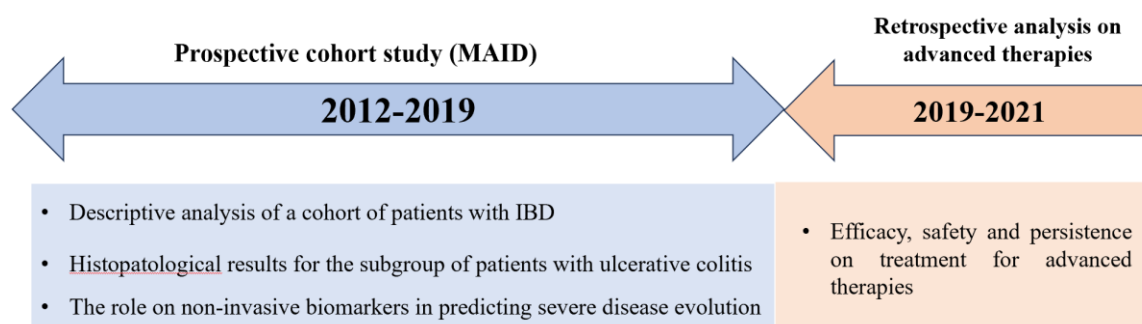 Prospective cohort study (MAID)
2012-2019
• Descriptive analysis of a cohort of patients with IBD
• Histopatological results for the subgroup of patients with ulcerative colitis
• The role on non-invasive biomarkers in predicting severe disease evolution
Retrospective analysis on
advanced therapies
2019-2021
• Efficacy, safety and persistence
on treatment for advanced
therapies